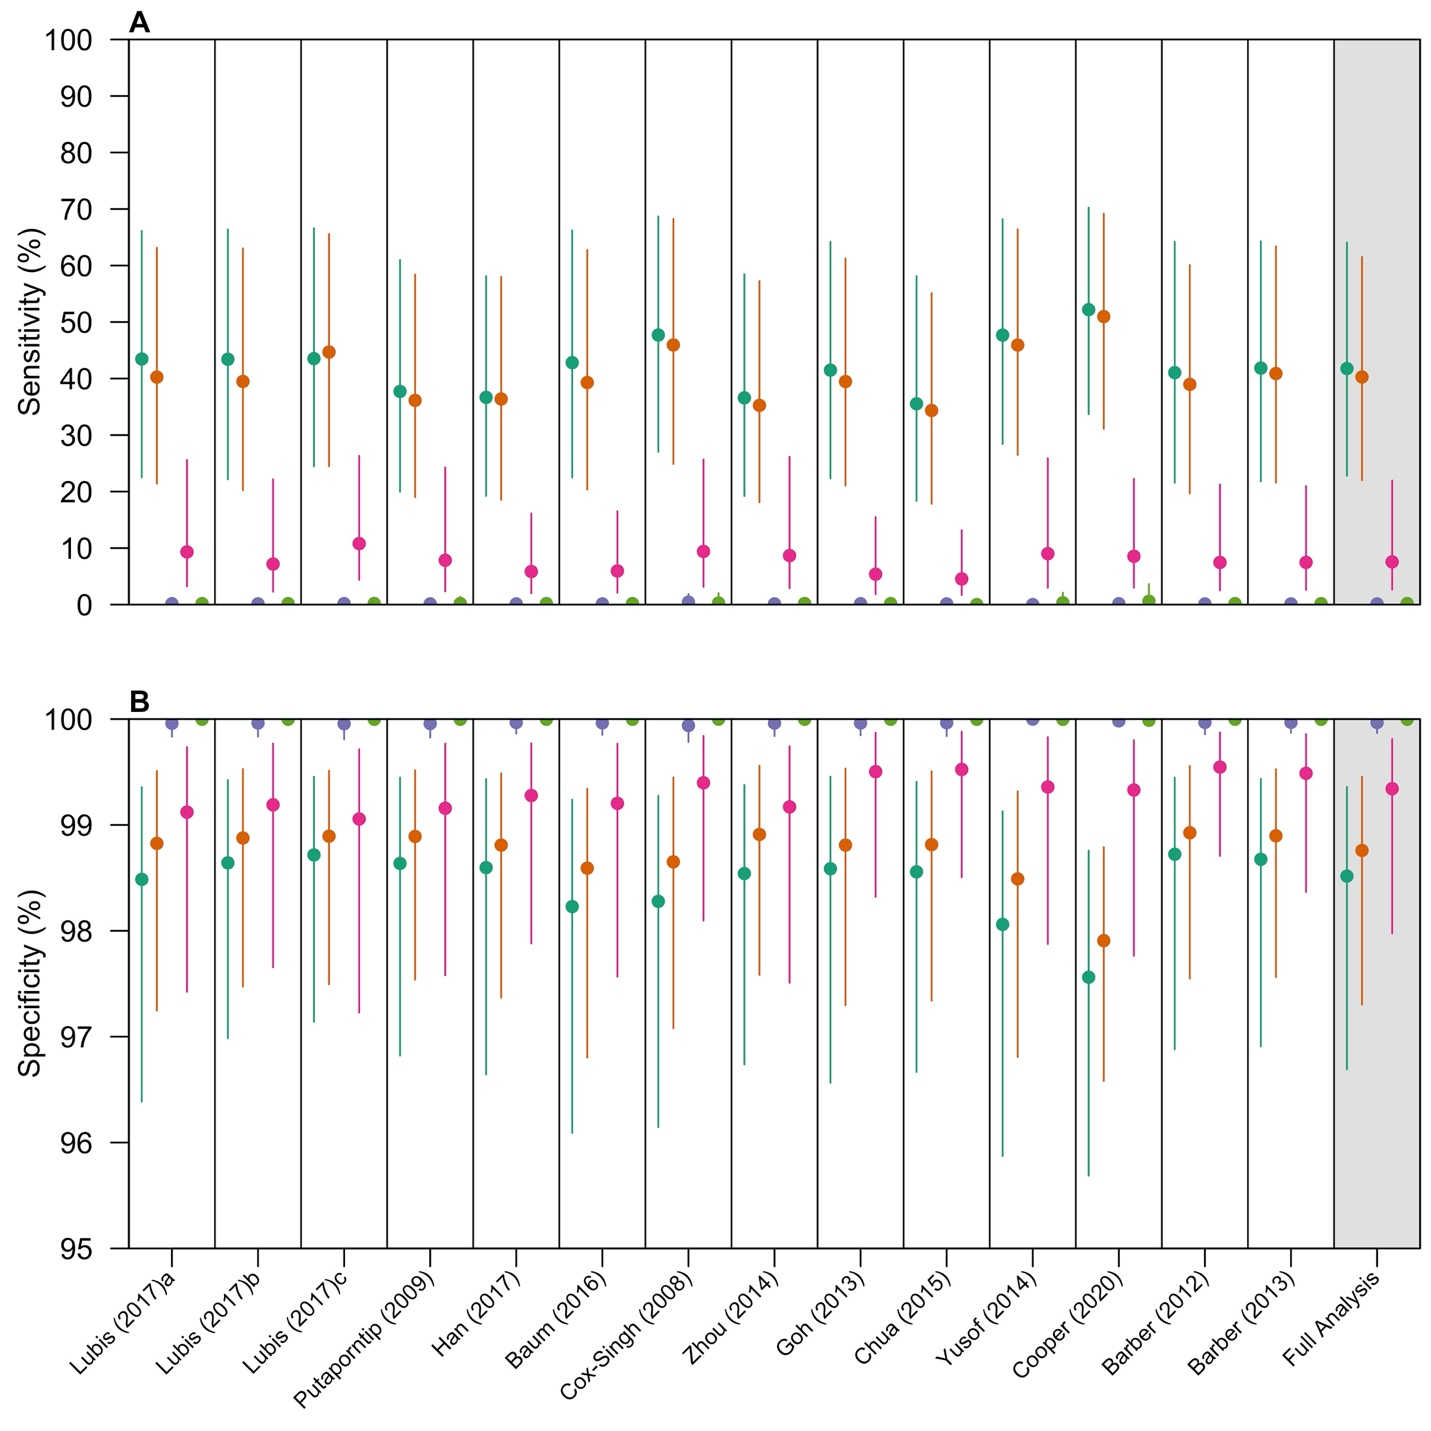 A
100
90
80
70
60
50
40
30
20
10
0
Sensitivity (%)
B
100
99
98
97
96
95
Specificity (%)
Lubis (2017)a
Lubis (2017)b
Lubis (2017)c
Putaporntip (2009)
Han (2017)
Baum (2016)
Cox-Singh (2008)
Zhou (2014)
Goh (2013)
Chua (2015)
Yusof (2014)
Cooper (2020)
Barber (2012)
Barber (2013)
Full Analysis